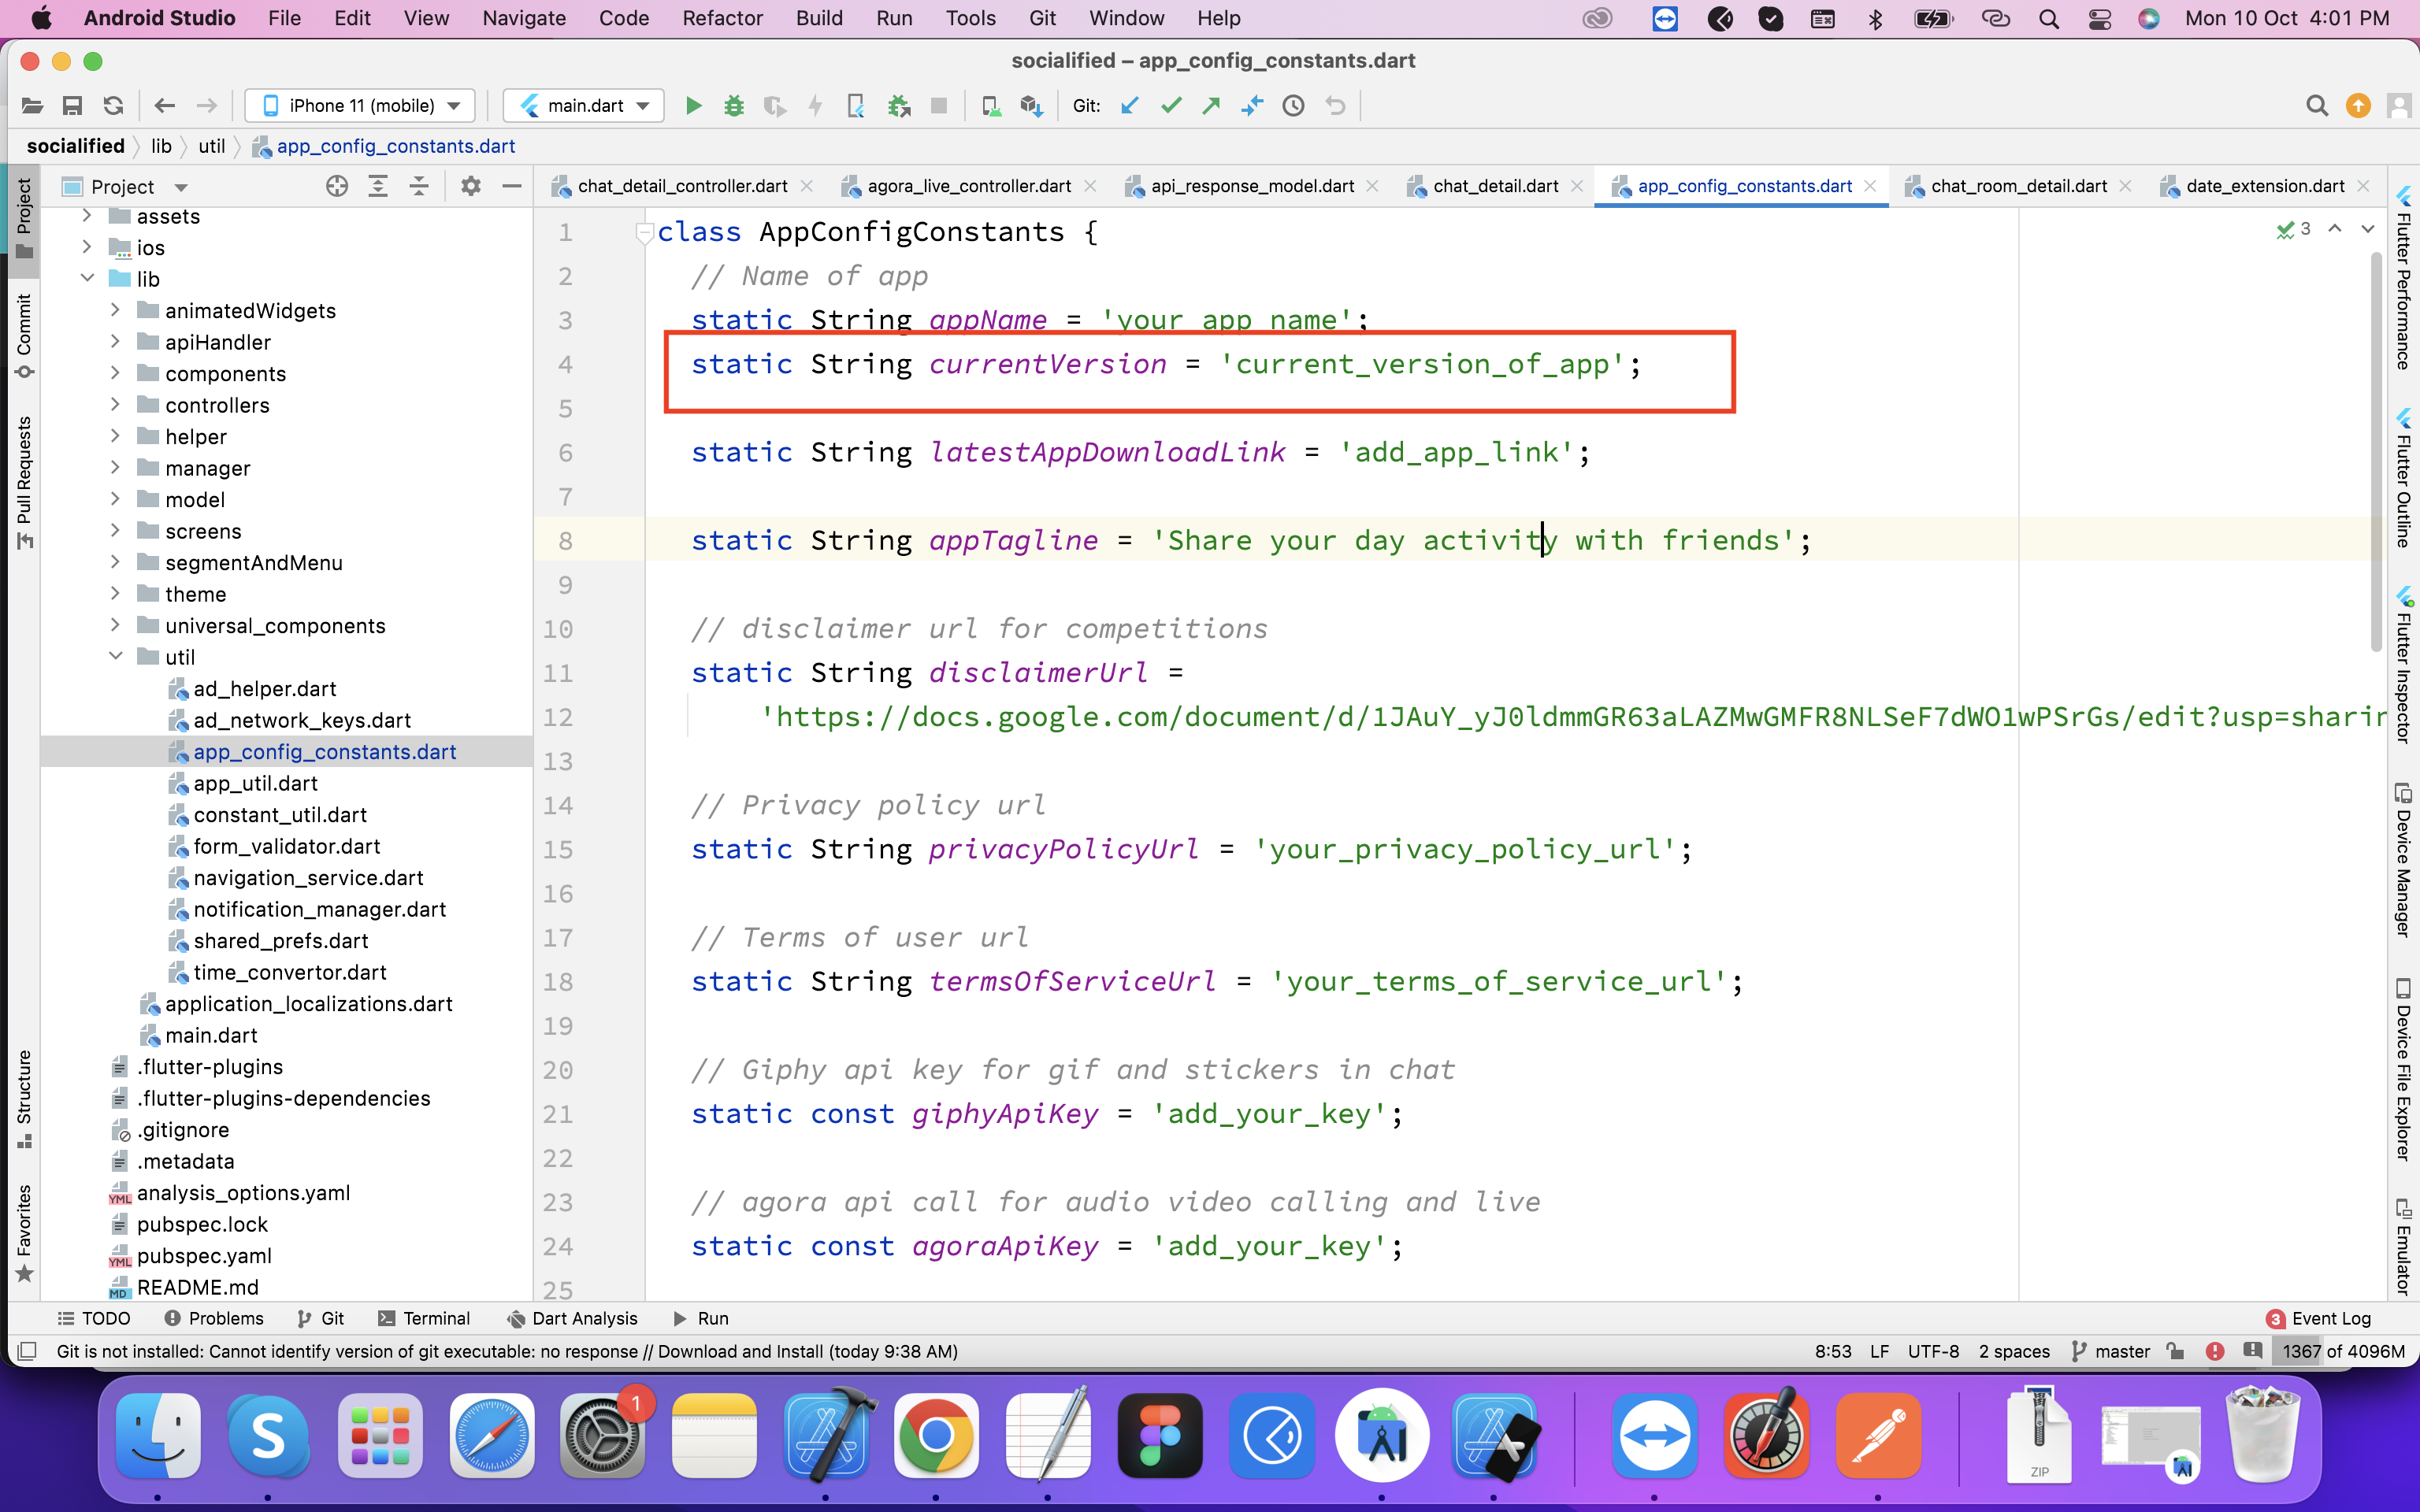 Android Studio File Edit View Navigate Code Refactor Build Run Tools Git Window Help Mon 10 Oct 4:01 PM
socialified – app_config_constants.dart
iPhone 11 (mobile) main.dart Git:
socialified lib util app_config_constants.dart
Project
chat_detail_controller.dart agora_live_controller.dart api_response_model.dart chat_detail.dart app_config_constants.dart chat_room_detail.dart date_extension.dart
Project
Commit
Pull Requests
Structure
Favorites
assets
ios
lib
animatedWidgets
apiHandler
components
controllers
helper
manager
model
screens
segmentAndMenu
theme
universal_components
util
ad_helper.dart
ad_network_keys.dart
app_config_constants.dart
app_util.dart
constant_util.dart
form_validator.dart
navigation_service.dart
notification_manager.dart
shared_prefs.dart
time_convertor.dart
application_localizations.dart
main.dart
.flutter-plugins
.flutter-plugins-dependencies
.gitignore
.metadata
YML analysis_options.yaml
pubspec.lock
YML pubspec.yaml
MD README.md
3
1 class AppConfigConstants {
2 // Name of app
3 static String appName = 'your app name';
4 static String currentVersion = 'current_version_of_app';
5
6 static String latestAppDownloadLink = 'add_app_link';
7
8 static String appTagline = 'Share your day activity with friends';
9
10 // disclaimer url for competitions
11 static String disclaimerUrl =
12 'https://docs.google.com/document/d/1JAuY_yJ0ldmmGR63aLAZMwGMFR8NLSeF7dWO1wPSrGs/edit?usp=sharin
13
14 // Privacy policy url
15 static String privacyPolicyUrl = 'your_privacy_policy_url';
16
17 // Terms of user url
18 static String termsOfServiceUrl = 'your_terms_of_service_url';
19
20 // Giphy api key for gif and stickers in chat
21 static const giphyApiKey = 'add_your_key';
22
23 // agora api call for audio video calling and live
24 static const agoraApiKey = 'add_your_key';
25
Flutter Performance
Flutter Outline
Flutter Inspector
Device Manager
Device File Explorer
Emulator
TODO Problems Git Terminal Dart Analysis Run 3 Event Log
Git is not installed: Cannot identify version of git executable: no response // Download and Install (today 9:38 AM) 8:53 LF UTF-8 2 spaces master 1367 of 4096M
1
ZIP